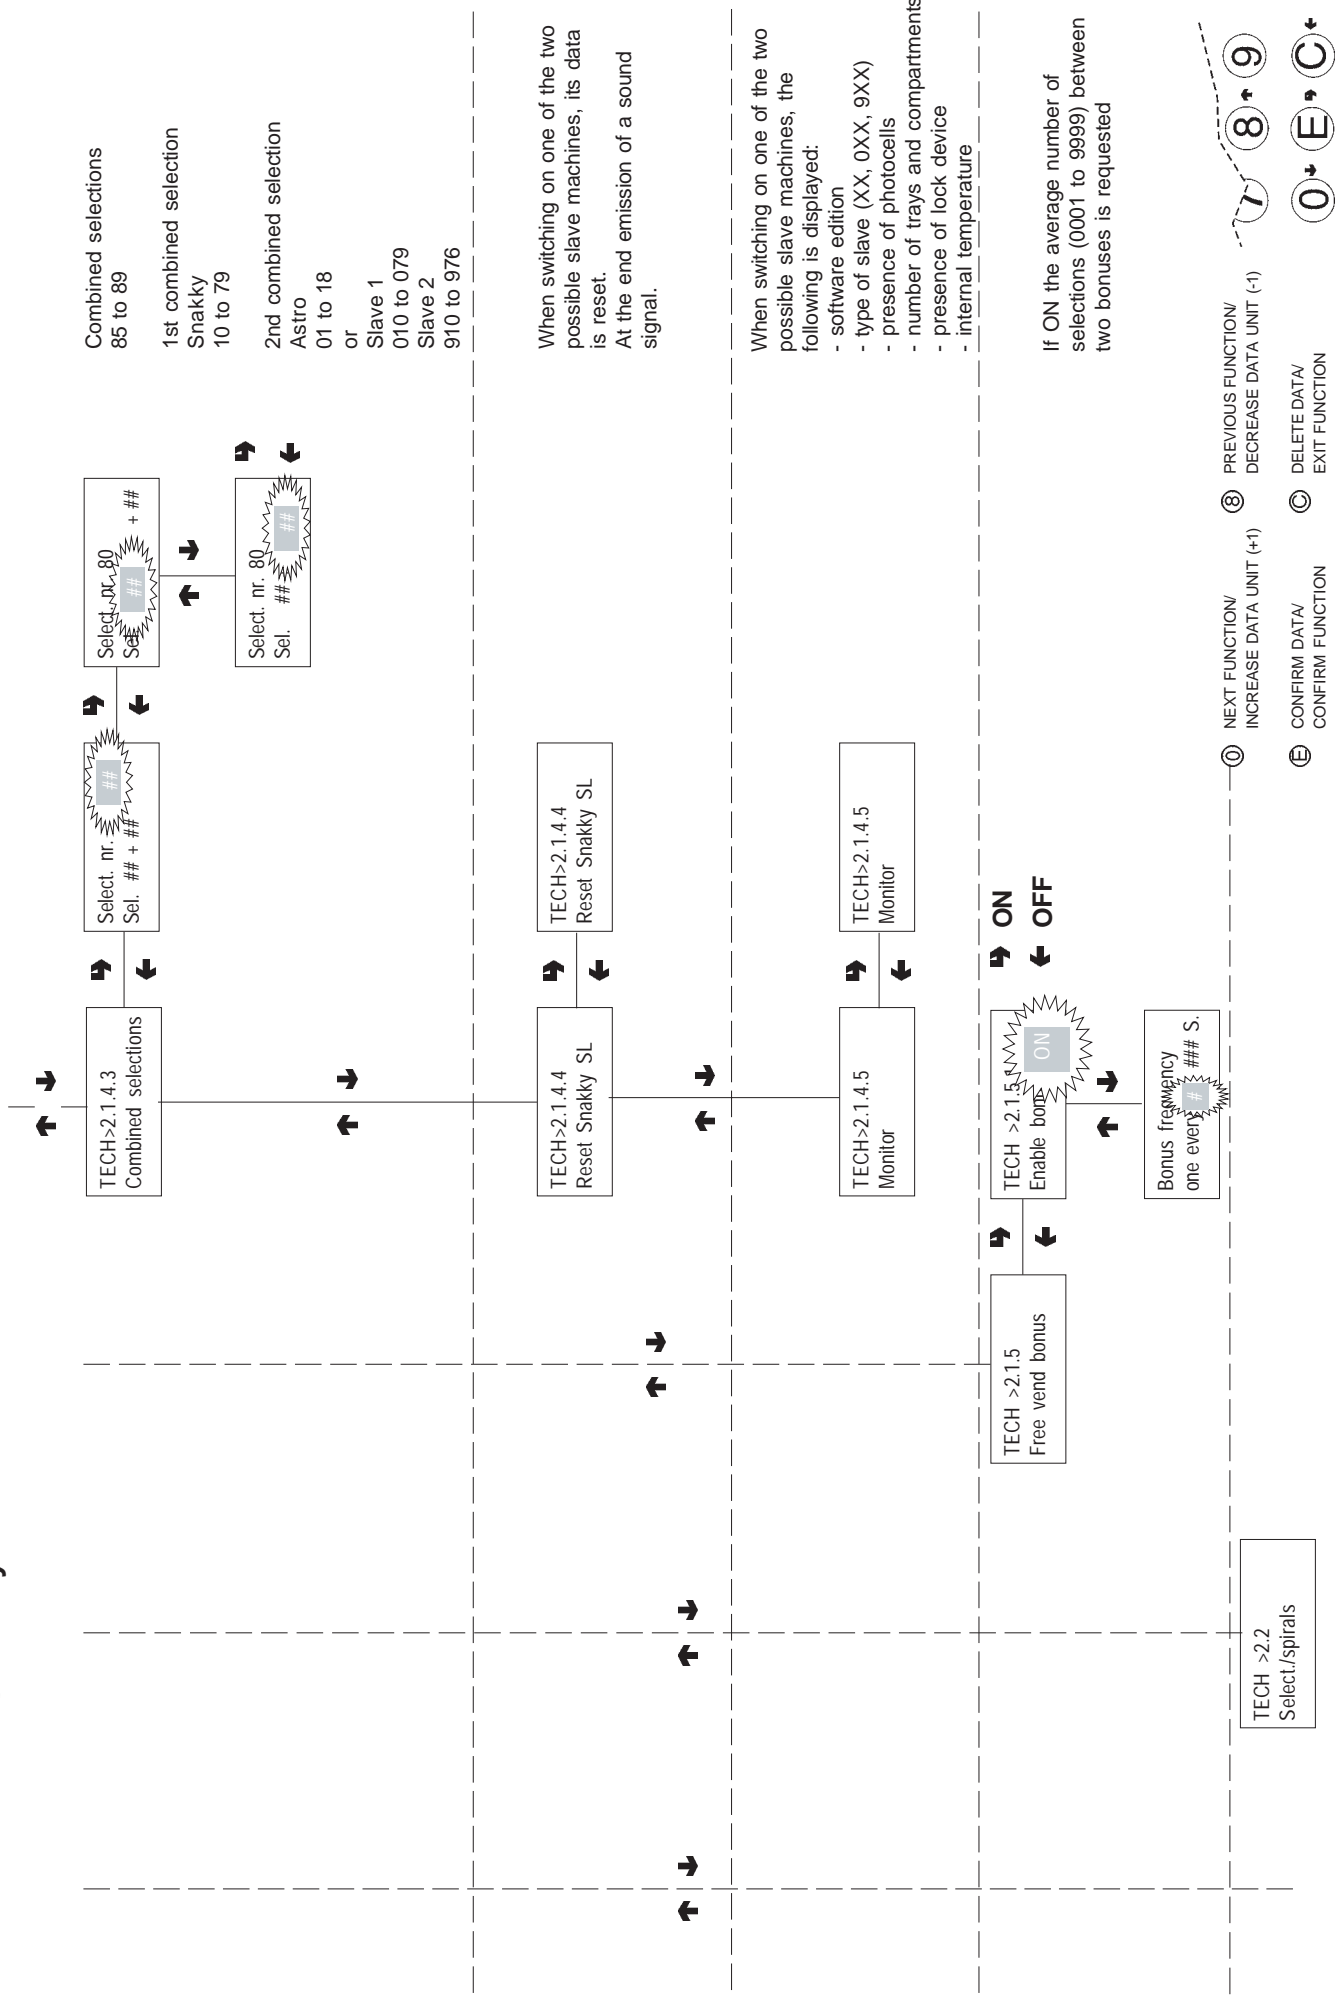 TECH>2.1.4.3
Combined selections
Select. nr. ##
Sel. ## + ##
Select. nr. 80
Sel. ## + ##
Select. nr. 80
Sel. ## ##
Combined selections
85 to 89
1st combined selection
Snakky
10 to 79
2nd combined selection
Astro
01 to 18
or
Slave 1
010 to 079
Slave 2
910 to 976
TECH>2.1.4.4
Reset Snakky SL
TECH>2.1.4.4
Reset Snakky SL
When switching on one of the two
possible slave machines, its data
is reset.
At the end emission of a sound
signal.
TECH>2.1.4.5
Monitor
TECH>2.1.4.5
Monitor
When switching on one of the two
possible slave machines, the
following is displayed:
- software edition
- type of slave (XX, 0XX, 9XX)
- presence of photocells
- number of trays and compartments
- presence of lock device
- internal temperature
TECH >2.1.5
Free vend bonus
TECH >2.1.5.1
Enable bon
ON
ON
OFF
Bonus frequency
one every # ### S.
If ON the average number of
selections (0001 to 9999) between
two bonuses is requested
TECH >2.2
Select./spirals
0 NEXT FUNCTION/
INCREASE DATA UNIT (+1)
8 PREVIOUS FUNCTION/
DECREASE DATA UNIT (-1)
E CONFIRM DATA/
CONFIRM FUNCTION
C DELETE DATA/
EXIT FUNCTION
7 8 9
0 E C